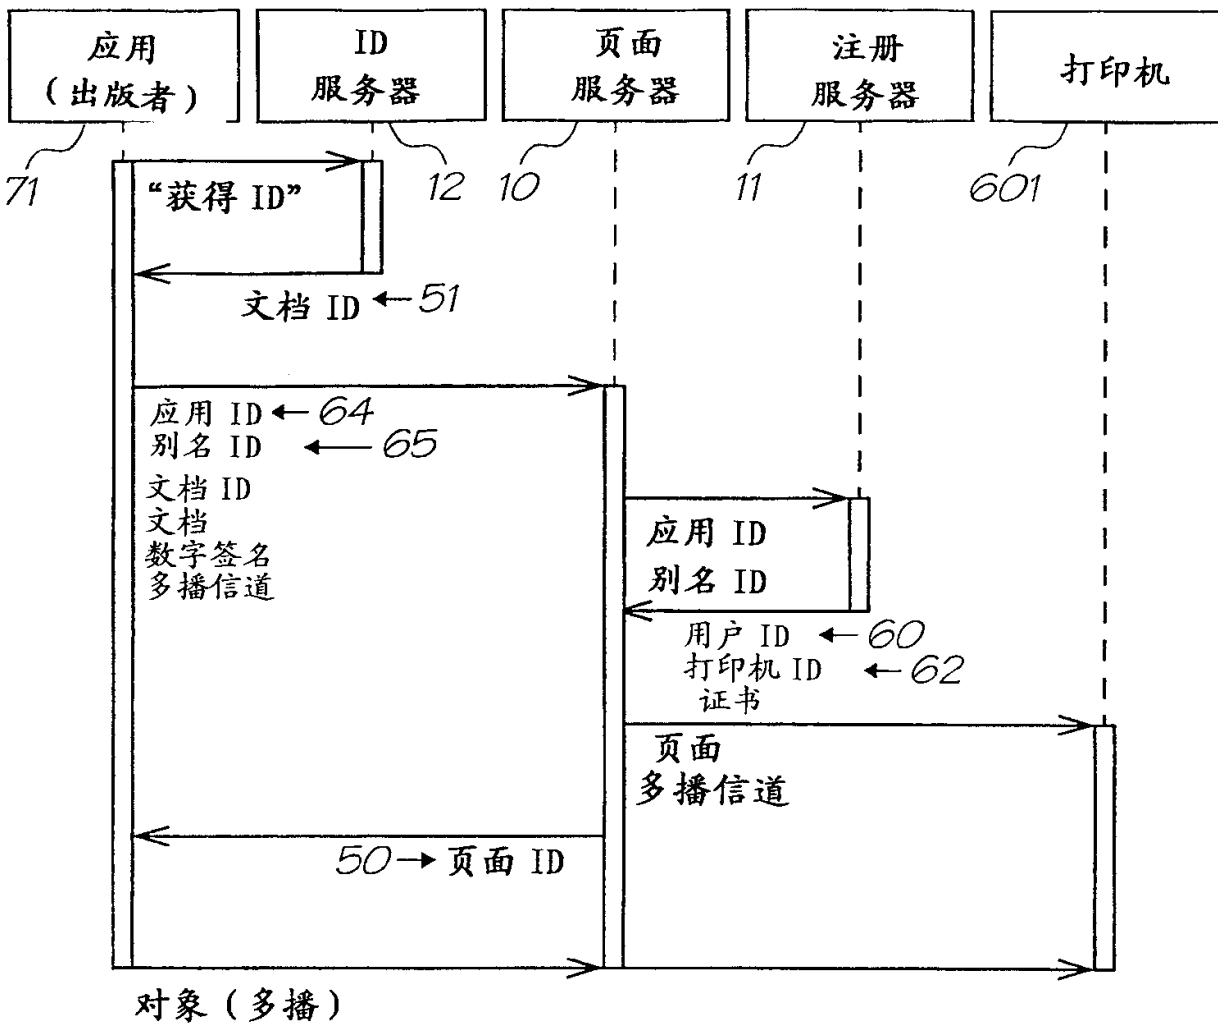 应用
(出版者)
ID
服务器
页面
服务器
注册
服务器
打印机
71
12
10
11
601
“获得 ID”
文档 ID ← 51
应用 ID ← 64
别名 ID ← 65
文档 ID
文档
数字签名
多播信道
应用 ID
别名 ID
用户 ID ← 60
打印机 ID ← 62
证书
页面
多播信道
50 → 页面 ID
对象(多播)